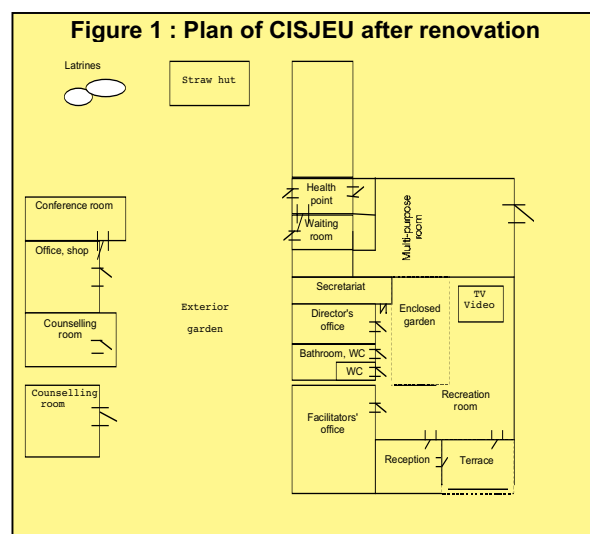 Figure 1 : Plan of CISJEU after renovation
Latrines
Straw hut
Health
point
Waiting
room
Multi-purpose
room
Conference room
Office, shop
Counselling
room
Counselling
room
Exterior
garden
Secretariat
Director's
office
Enclosed
garden
TV
Video
Bathroom, WC
WC
Facilitators'
office
Recreation
room
Reception
Terrace